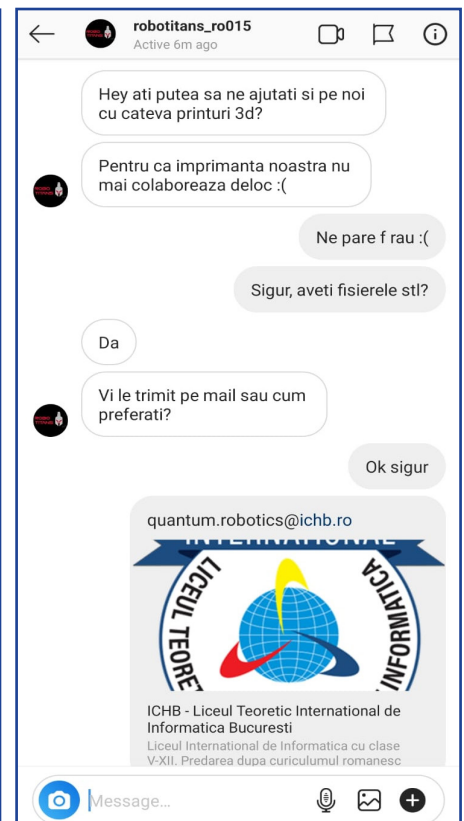 robotitans_ro015
Active 6m ago
Hey ati putea sa ne ajutati si pe noi
cu cateva printuri 3d?
Pentru ca imprimanta noastra nu
mai colaboreaza deloc :(
Ne pare f rau :(
Sigur, aveti fisierele stl?
Da
Vi le trimit pe mail sau cum
preferati?
Ok sigur
quantum.robotics@ichb.ro
INTERNATIONAL
LICEUL TEORE
INFORMATICA
ICHB - Liceul Teoretic International de
Informatica Bucuresti
Liceul International de Informatica cu clase
V-XII. Predarea dupa curiculumul romanesc
Message...